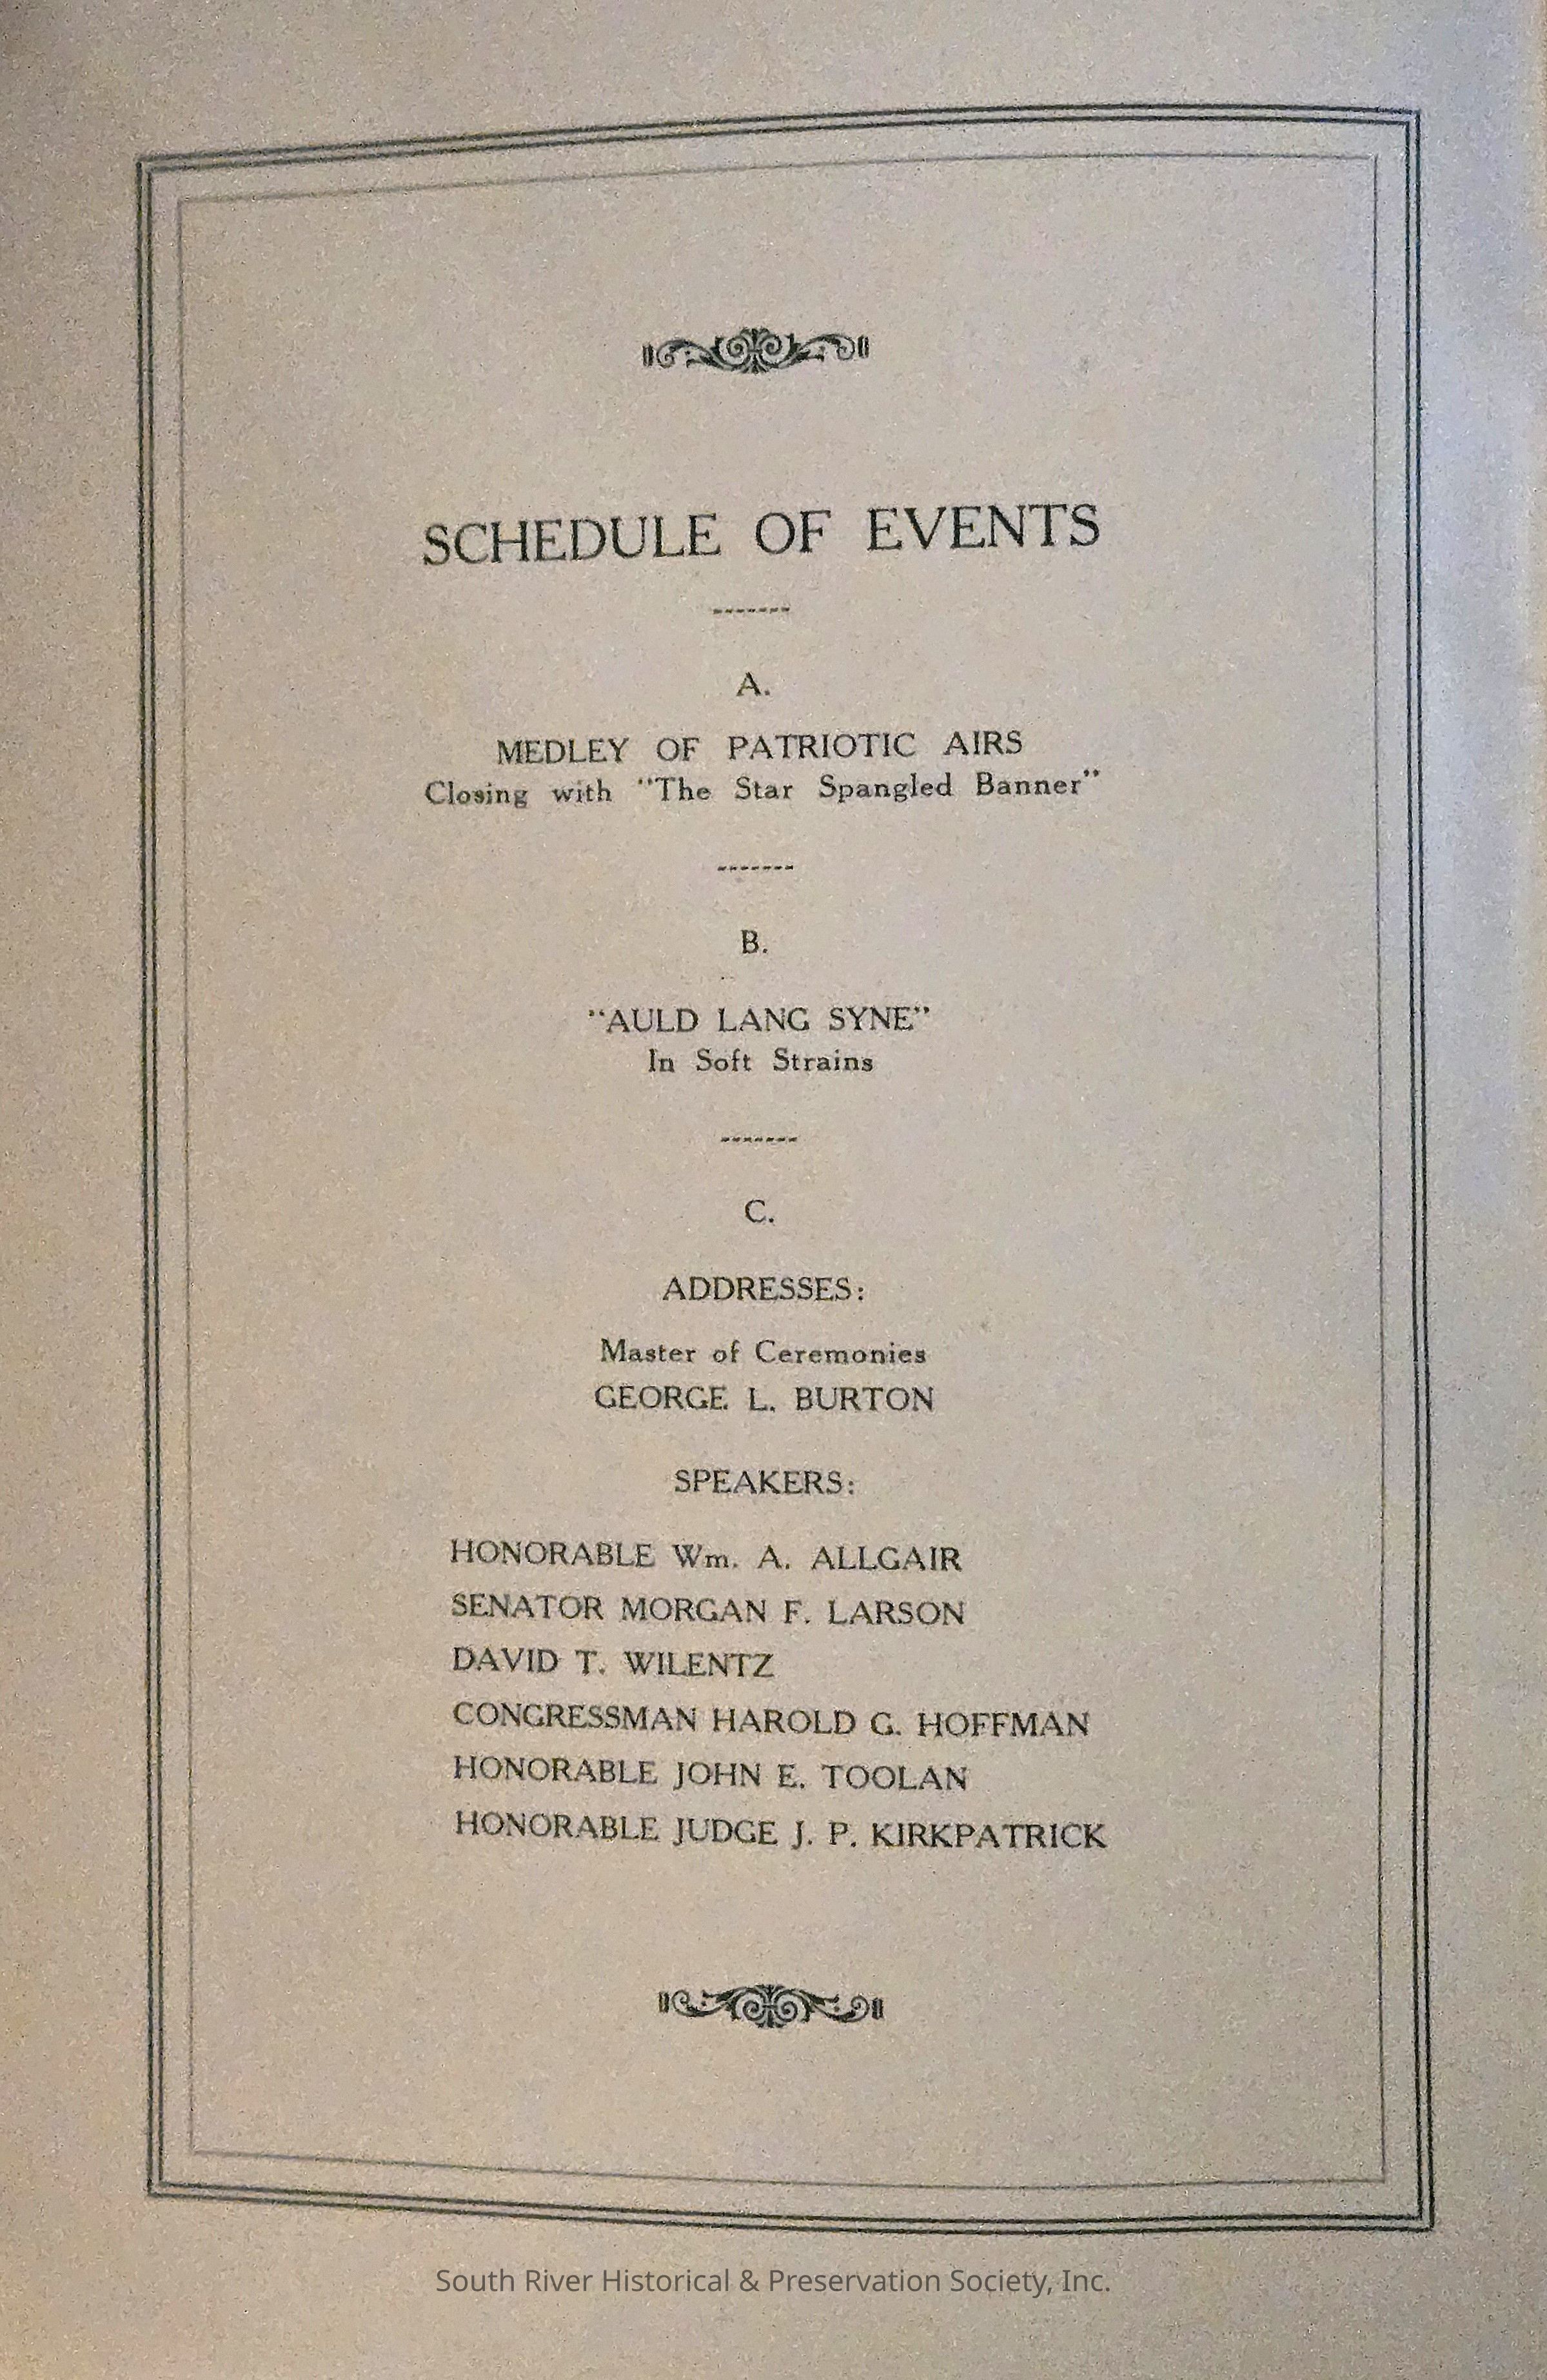 SCHEDULE OF EVENTS
A.
MEDLEY OF PATRIOTIC AIRS
Closing with "The Star Spangled Banner"
B.
"AULD LANG SYNE"
In Soft Strains
C.
ADDRESSES:
Master of Ceremonies
GEORGE L. BURTON
SPEAKERS:
HONORABLE Wm. A. ALLGAIR
SENATOR MORGAN F. LARSON
DAVID T. WILENTZ
CONGRESSMAN HAROLD G. HOFFMAN
HONORABLE JOHN E. TOOLAN
HONORABLE JUDGE J. P. KIRKPATRICK
South River Historical & Preservation Society, Inc.